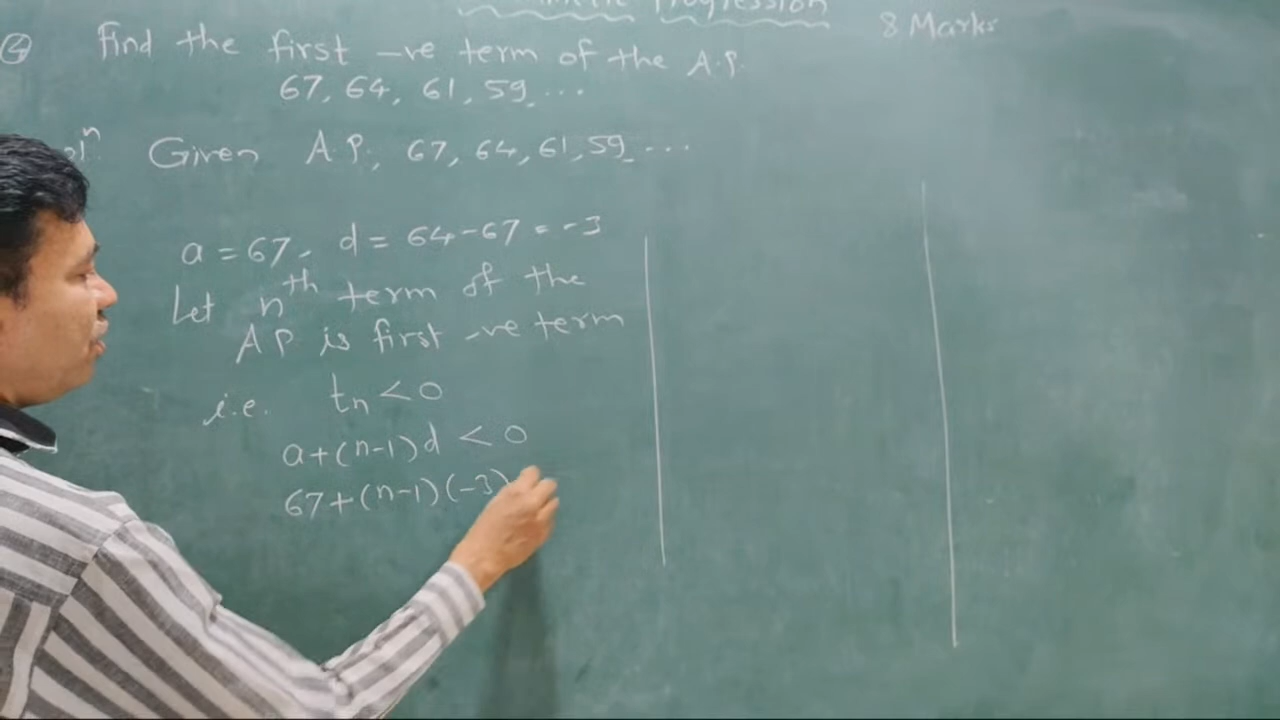 Progression
8 Marks
④ Find the first -ve term of the A.P.
67, 64, 61, 59, ...
Given A.P., 67, 64, 61, 59, ...
a = 67, d = 64-67 = -3
Let nth term of the
A.P. is first -ve term
i.e. tn < 0
a+(n-1)d < 0
67+(n-1)(-3)